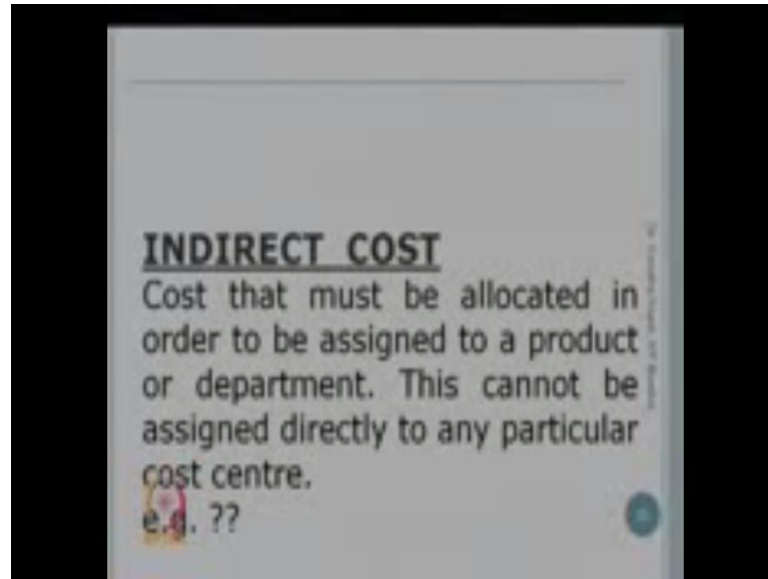 INDIRECT COST
Cost that must be allocated in
order to be assigned to a product
or department. This cannot be
assigned directly to any particular
cost centre.
e.g. ??